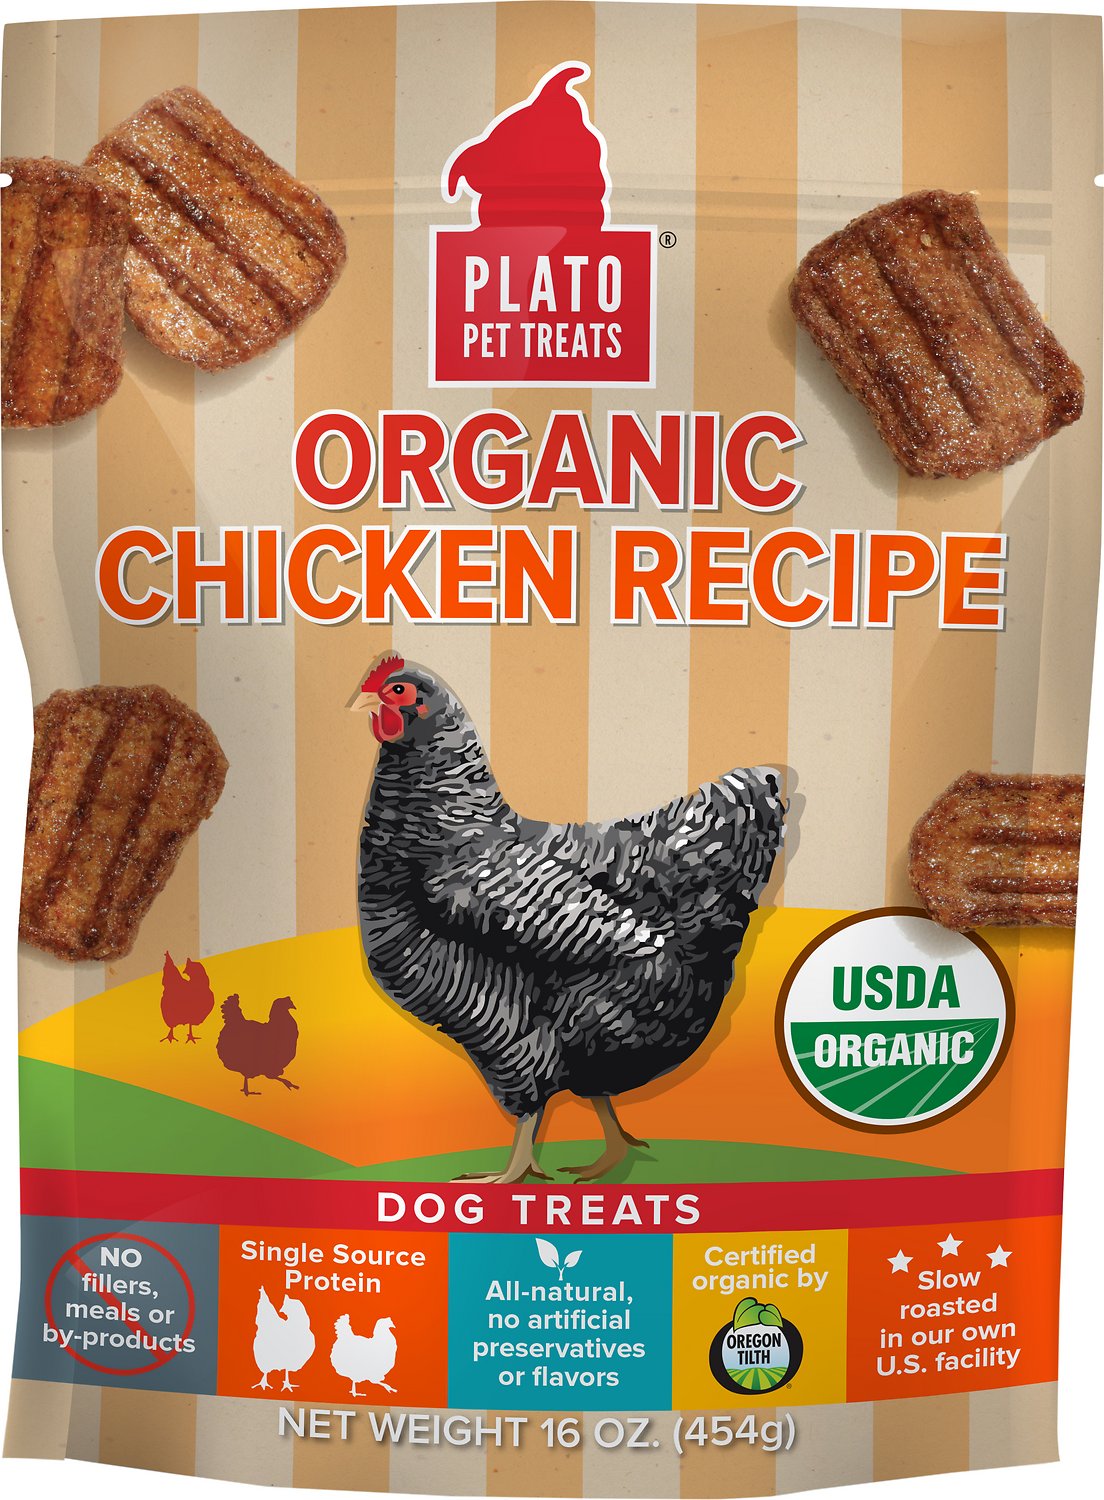 PLATO
PET TREATS
®
ORGANIC
CHICKEN RECIPE
USDA
ORGANIC
DOG TREATS
NO
fillers,
meals or
by-products
Single Source
Protein
All-natural,
no artificial
preservatives
or flavors
Certified
organic by
OREGON
TILTH
®
Slow
roasted
in our own
U.S. facility
NET WEIGHT 16 OZ. (454g)